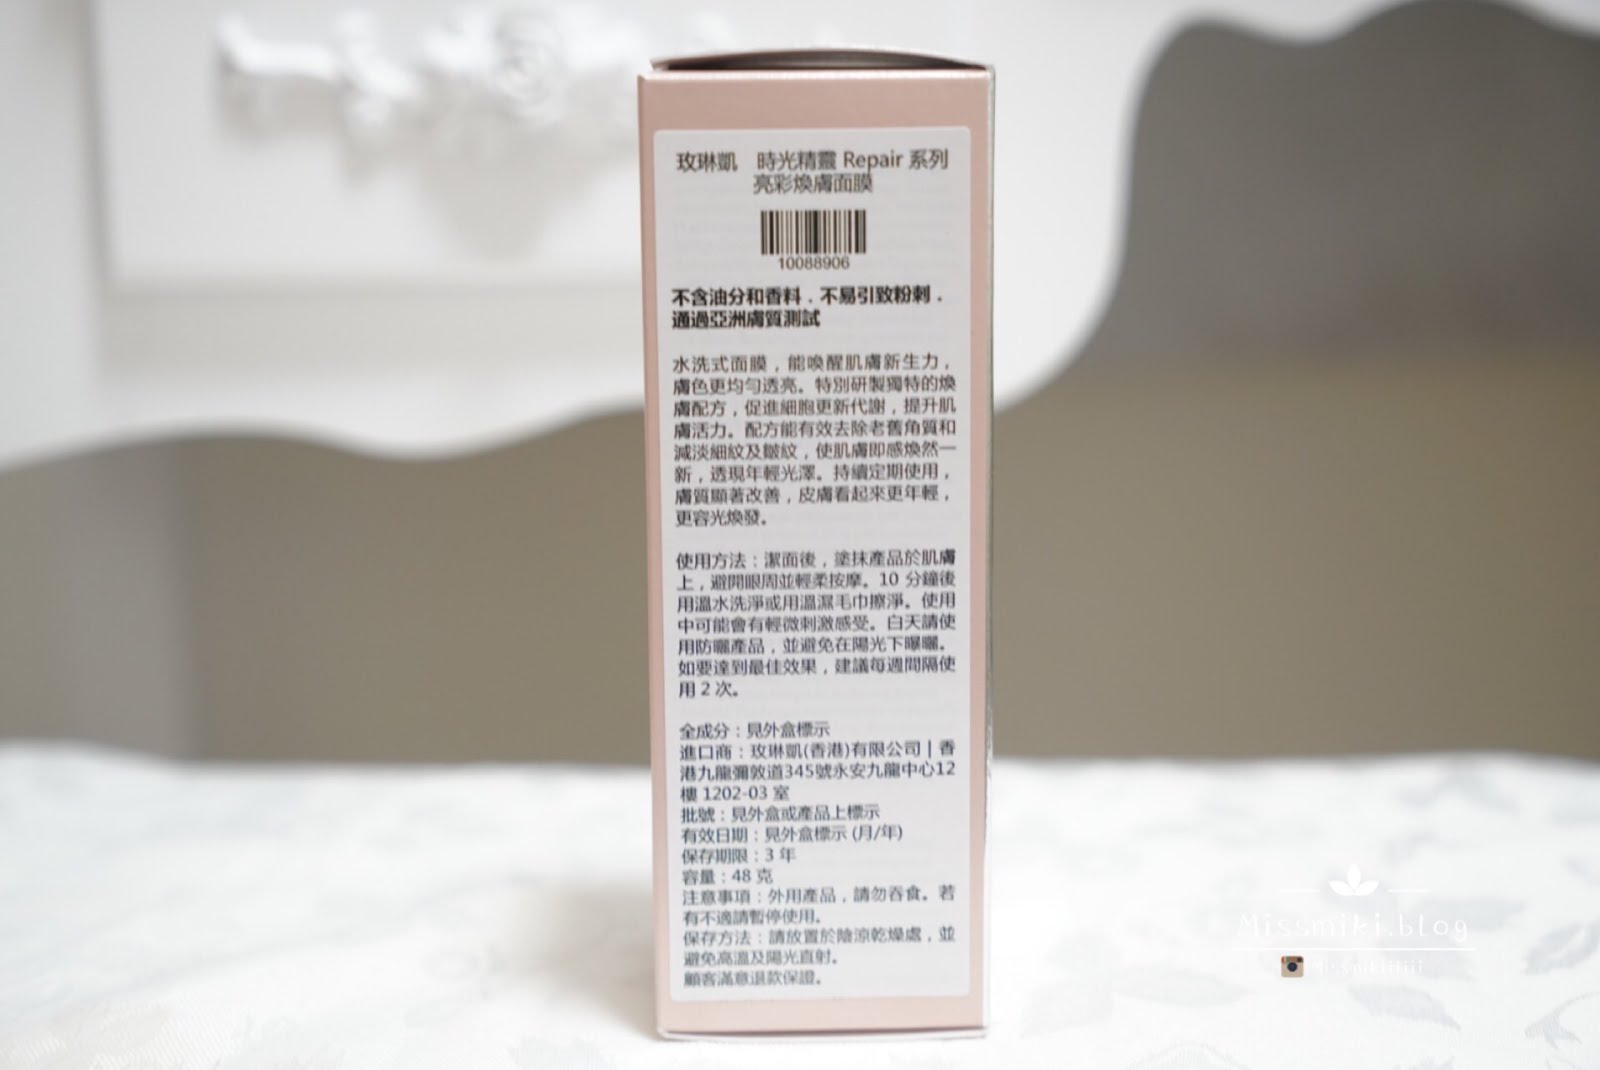 玫琳凱　時光精靈 Repair 系列
亮彩煥膚面膜
10088906
不含油分和香料．不易引致粉刺．
通過亞洲膚質測試
水洗式面膜，能喚醒肌膚新生力，
膚色更均勻透亮。特別研製獨特的煥
膚配方，促進細胞更新代謝，提升肌
膚活力。配方能有效去除老舊角質和
減淡細紋及皺紋，使肌膚即感煥然一
新，透現年輕光澤。持續定期使用，
膚質顯著改善，皮膚看起來更年輕，
更容光煥發。
使用方法：潔面後，塗抹產品於肌膚
上，避開眼周並輕柔按摩。10 分鐘後
用溫水洗淨或用溫濕毛巾擦淨。使用
中可能會有輕微刺激感受。白天請使
用防曬產品，並避免在陽光下曝曬。
如要達到最佳效果，建議每週間隔使
用 2 次。
全成分：見外盒標示
進口商：玫琳凱(香港)有限公司 | 香
港九龍彌敦道345號永安九龍中心12
樓 1202-03 室
批號：見外盒或產品上標示
有效日期：見外盒標示 (月/年)
保存期限：3 年
容量：48 克
注意事項：外用產品，請勿吞食。若
有不適請暫停使用。
保存方法：請放置於陰涼乾燥處，並
避免高溫及陽光直射。
顧客滿意退款保證。
Missmiki.blog